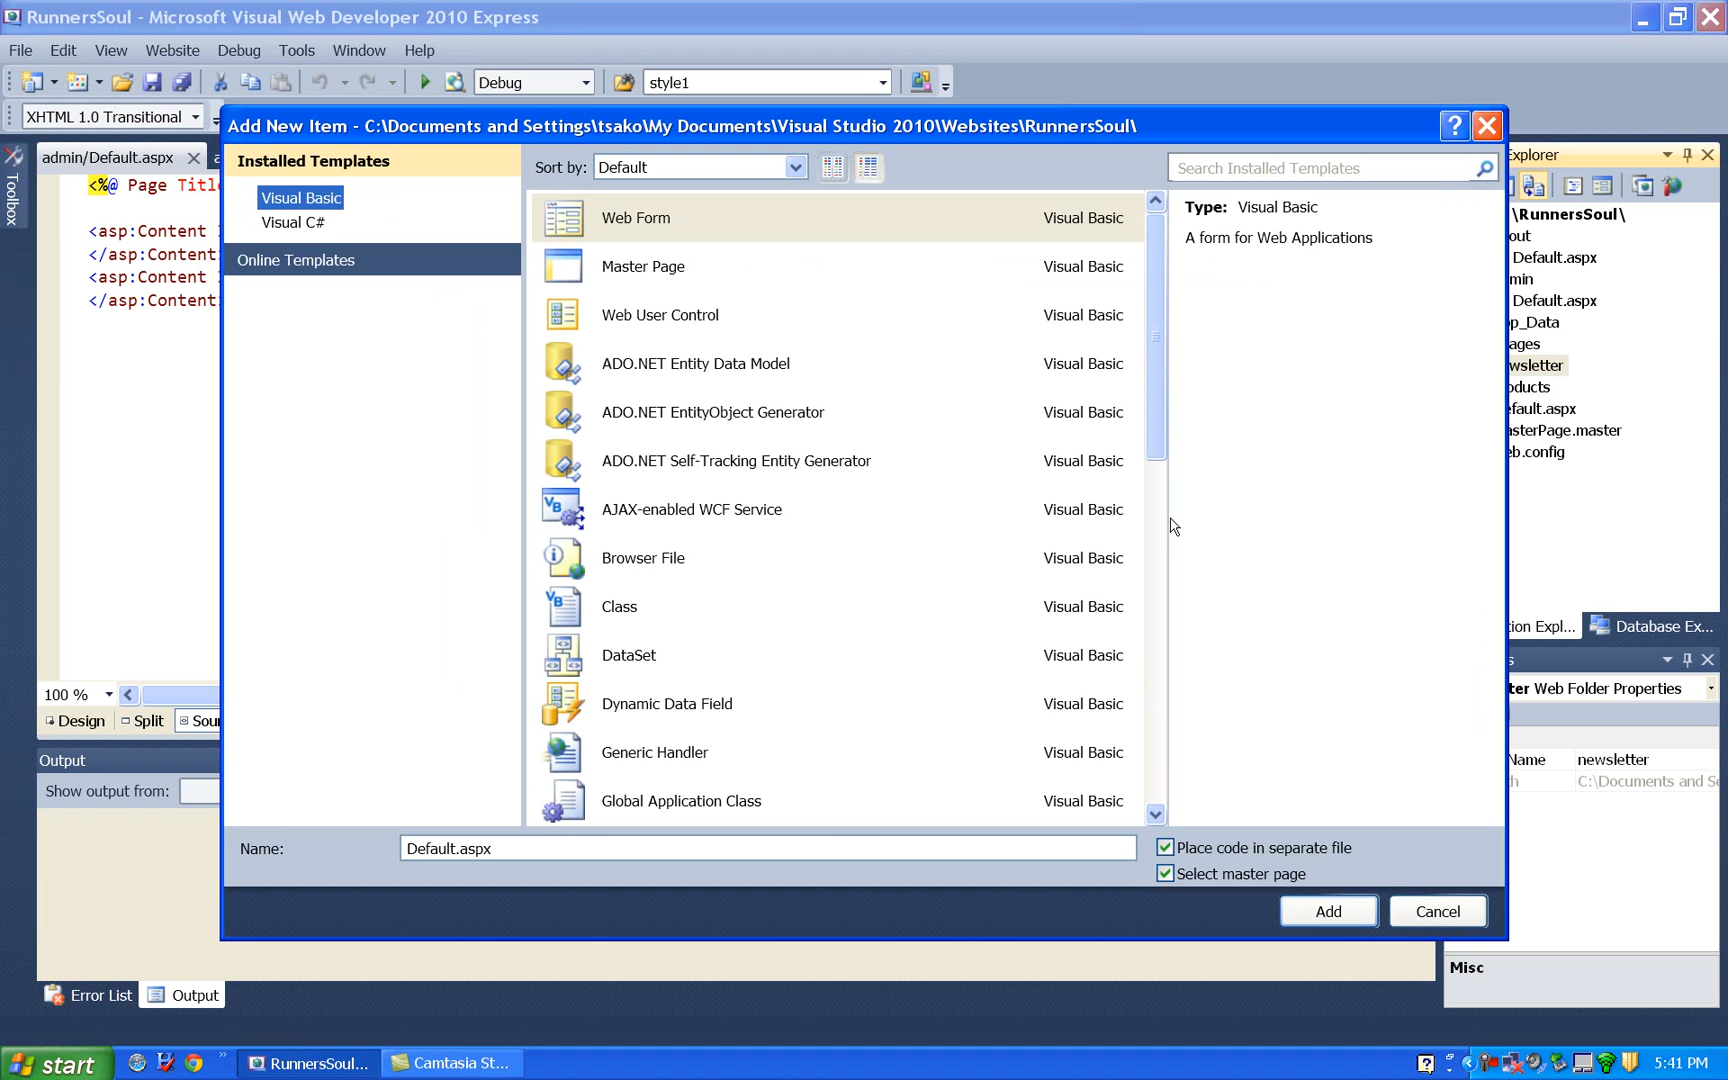 RunnersSoul - Microsoft Visual Web Developer 2010 Express
File Edit View Website Debug Tools Window Help
Debug style1
XHTML 1.0 Transitional
Add New Item - C:\Documents and Settings\tsako\My Documents\Visual Studio 2010\Websites\RunnersSoul\
admin/Default.aspx
Toolbox
<%@ Page Title
<asp:Content I
</asp:Content>
<asp:Content I
</asp:Content>
100 %
Design Split Sou
Output
Show output from:
Error List Output
Installed Templates
Visual Basic
Visual C#
Online Templates
Sort by: Default
Search Installed Templates
Web Form Visual Basic
Master Page Visual Basic
Web User Control Visual Basic
ADO.NET Entity Data Model Visual Basic
ADO.NET EntityObject Generator Visual Basic
ADO.NET Self-Tracking Entity Generator Visual Basic
AJAX-enabled WCF Service Visual Basic
Browser File Visual Basic
Class Visual Basic
DataSet Visual Basic
Dynamic Data Field Visual Basic
Generic Handler Visual Basic
Global Application Class Visual Basic
Type: Visual Basic
A form for Web Applications
Name: Default.aspx
Place code in separate file
Select master page
Add Cancel
Explorer
\RunnersSoul\
out
Default.aspx
min
Default.aspx
pp_Data
ages
wsletter
oducts
efault.aspx
asterPage.master
eb.config
ion Expl... Database Ex...
s
ter Web Folder Properties
Name newsletter
th C:\Documents and Se
Misc
start RunnersSoul... Camtasia St... 5:41 PM